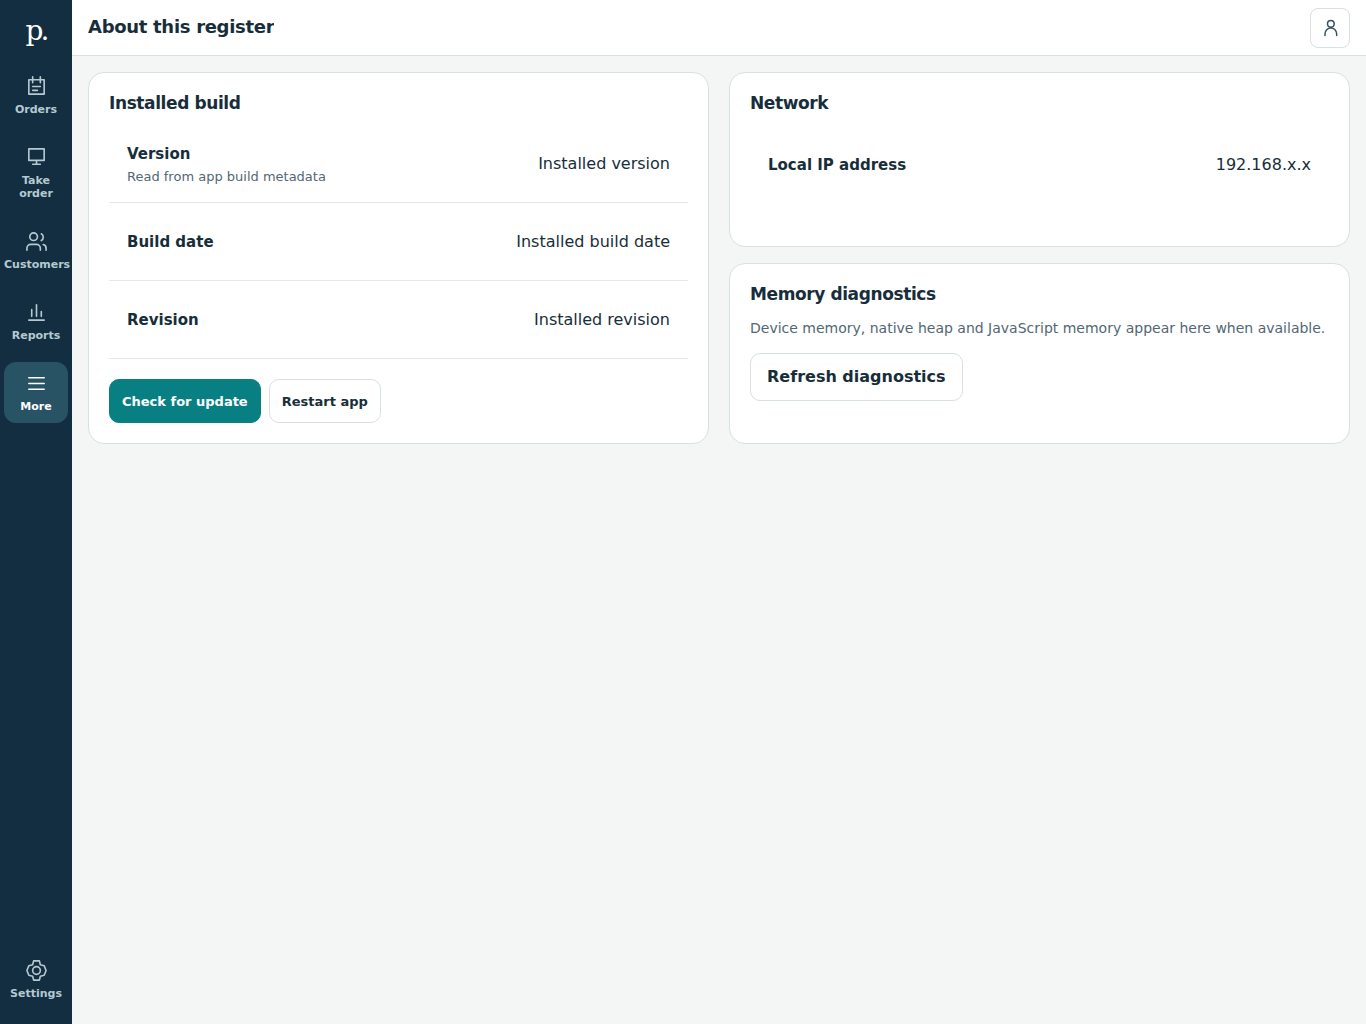 p.
Orders
Take
order
Customers
Reports
More
Settings
About this register
Installed build
Version
Read from app build metadata
Installed version
Build date
Installed build date
Revision
Installed revision
Check for update
Restart app
Network
Local IP address
192.168.x.x
Memory diagnostics
Device memory, native heap and JavaScript memory appear here when available.
Refresh diagnostics